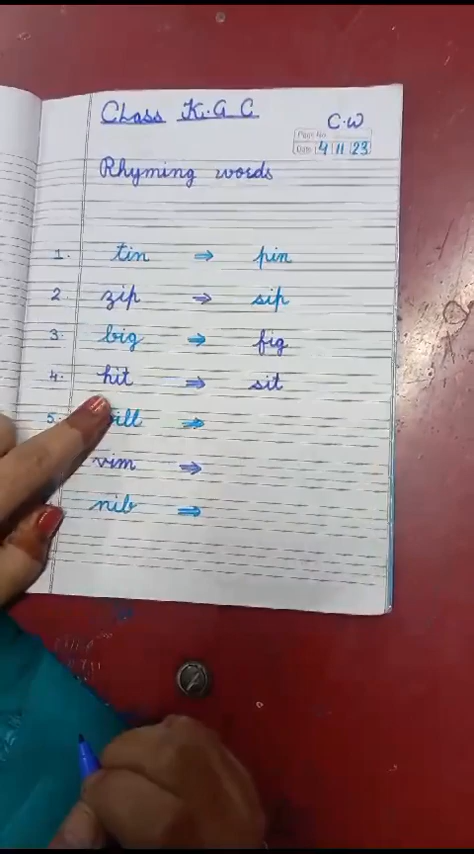 Class K.G C
C.W
Page No.
Date 4 11 23
Rhyming words
1. tin ⇒ pin
2. zip ⇒ sip
3. big ⇒ fig
4. hit ⇒ sit
5. ⇒
vim ⇒
nib ⇒